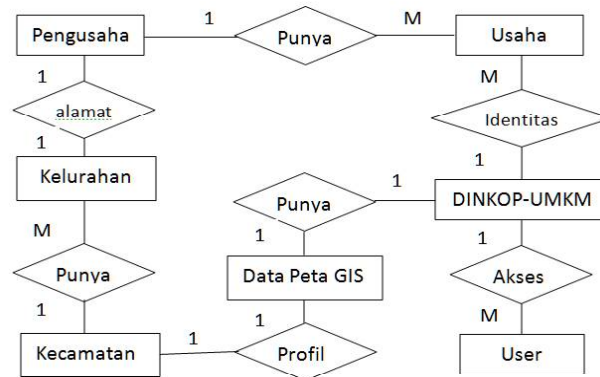 Pengusaha 1 Punya M Usaha
1 M
alamat Identitas
1 1
Kelurahan Punya 1 DINKOP-UMKM
M 1 1
Punya Data Peta GIS Akses
1 1 M
Kecamatan 1 Profil User